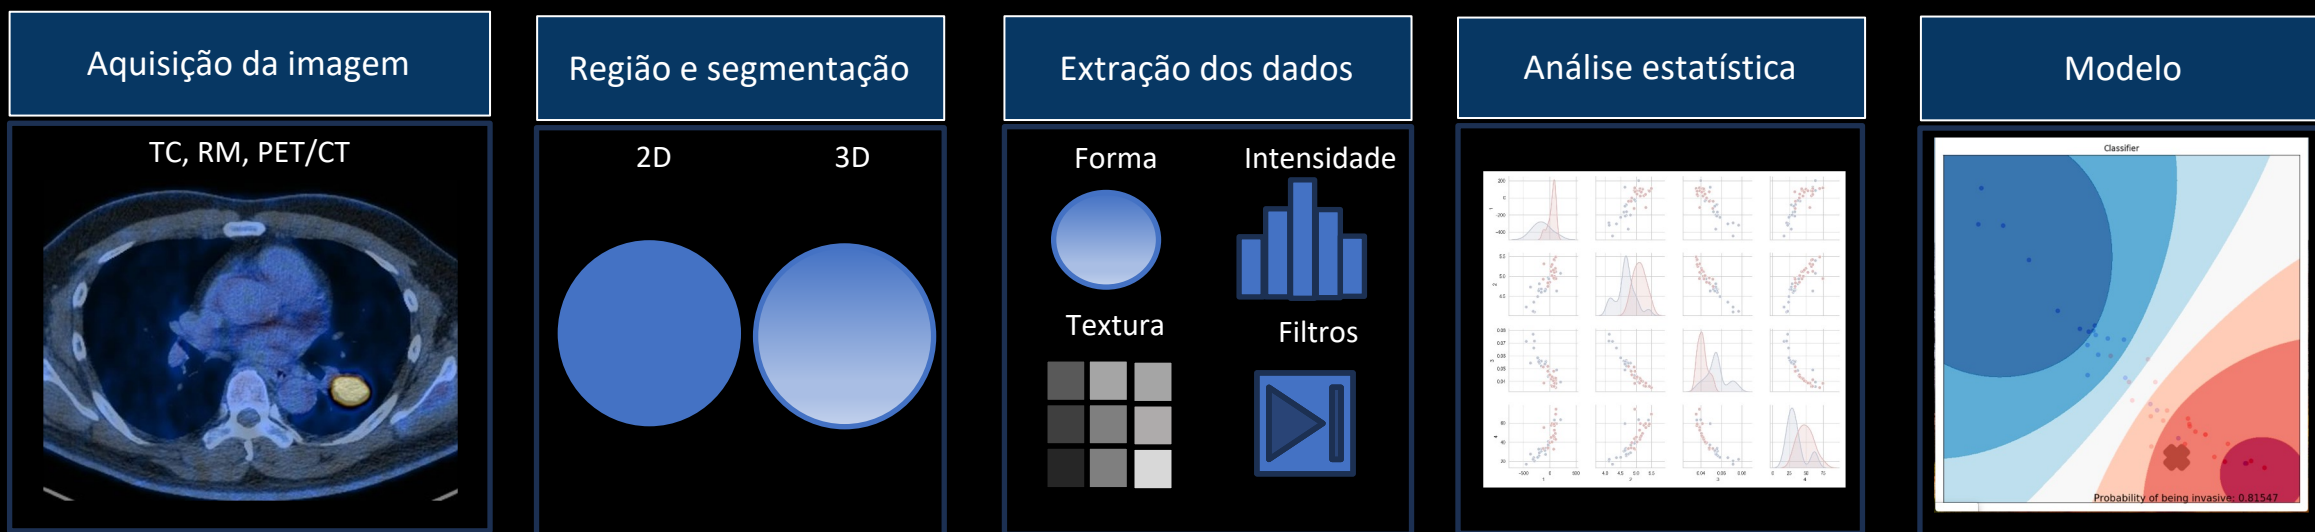 Aquisição da imagem
TC, RM, PET/CT
Região e segmentação
2D
3D
Extração dos dados
Forma
Intensidade
Textura
Filtros
Análise estatística
Modelo
Classifier
Probability of being invasive: 0.81547